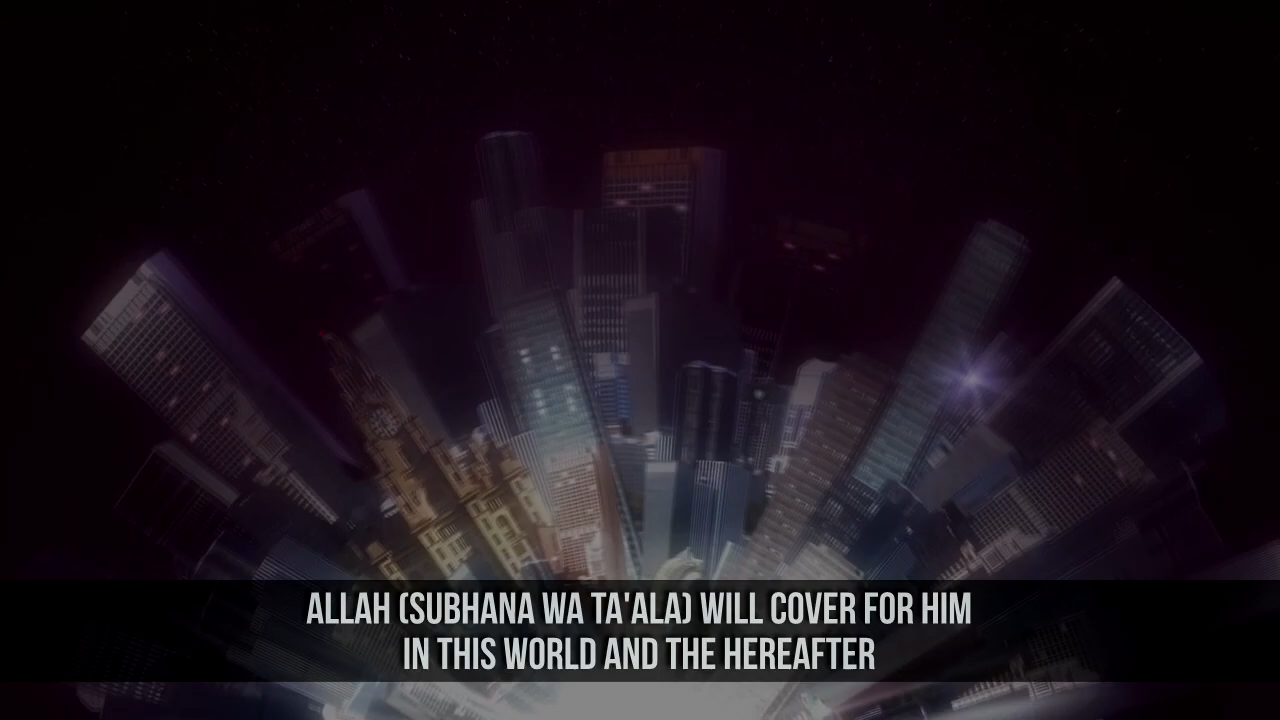 ALLAH (SUBHANA WA TA'ALA) WILL COVER FOR HIM
IN THIS WORLD AND THE HEREAFTER